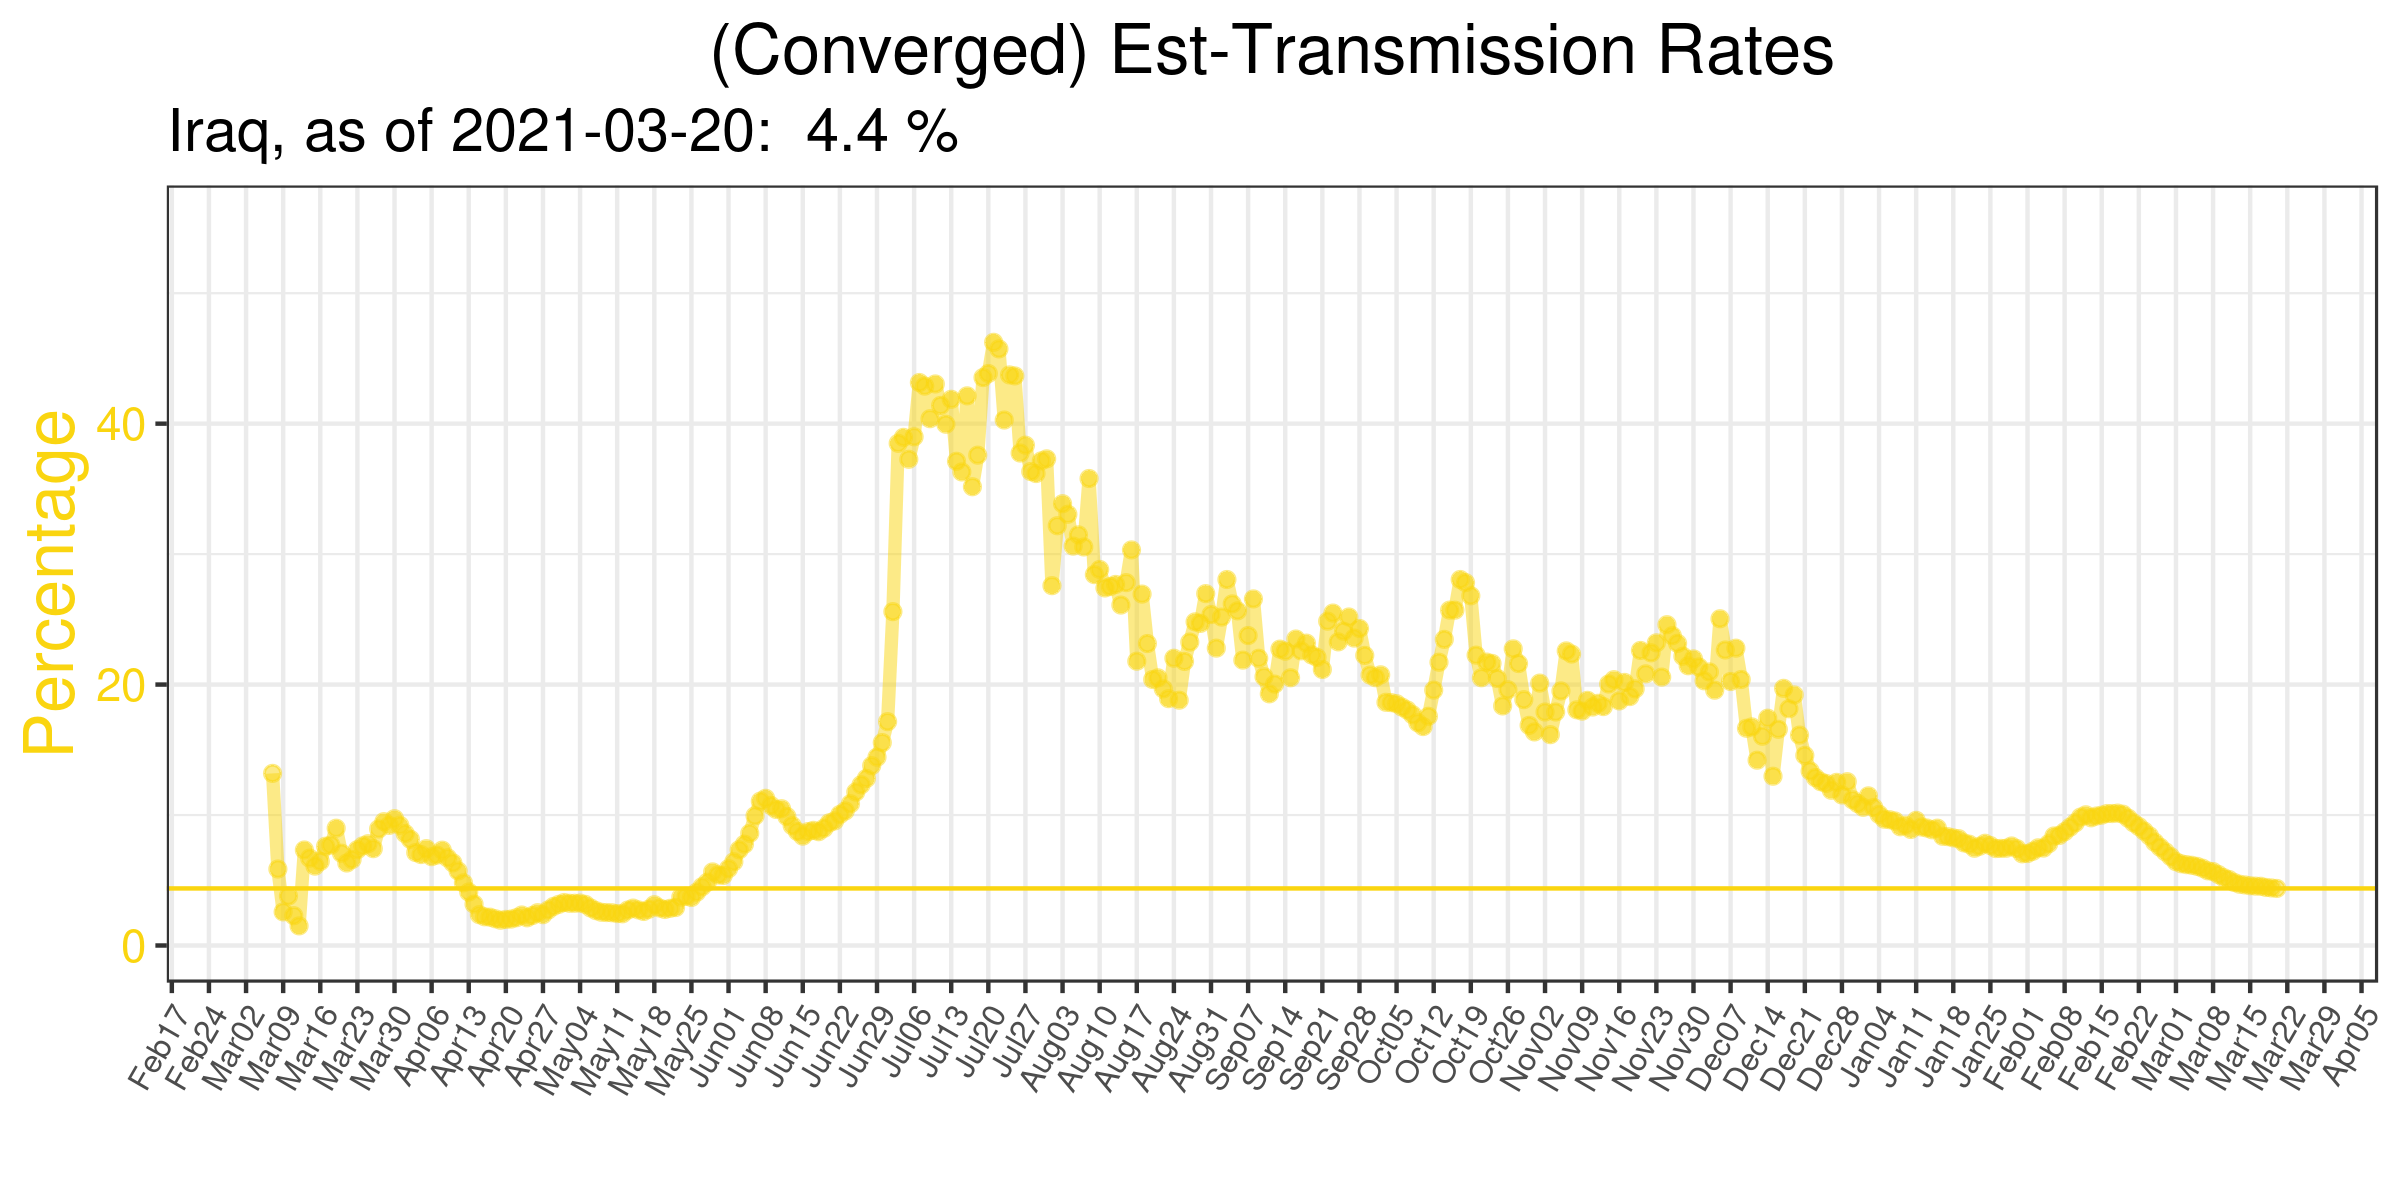 (Converged) Est-Transmission Rates
Iraq, as of 2021-03-20:  4.4 %
Percentage
40
20
0
Feb17
Feb24
Mar02
Mar09
Mar16
Mar23
Mar30
Apr06
Apr13
Apr20
Apr27
May04
May11
May18
May25
Jun01
Jun08
Jun15
Jun22
Jun29
Jul06
Jul13
Jul20
Jul27
Aug03
Aug10
Aug17
Aug24
Aug31
Sep07
Sep14
Sep21
Sep28
Oct05
Oct12
Oct19
Oct26
Nov02
Nov09
Nov16
Nov23
Nov30
Dec07
Dec14
Dec21
Dec28
Jan04
Jan11
Jan18
Jan25
Feb01
Feb08
Feb15
Feb22
Mar01
Mar08
Mar15
Mar22
Mar29
Apr05